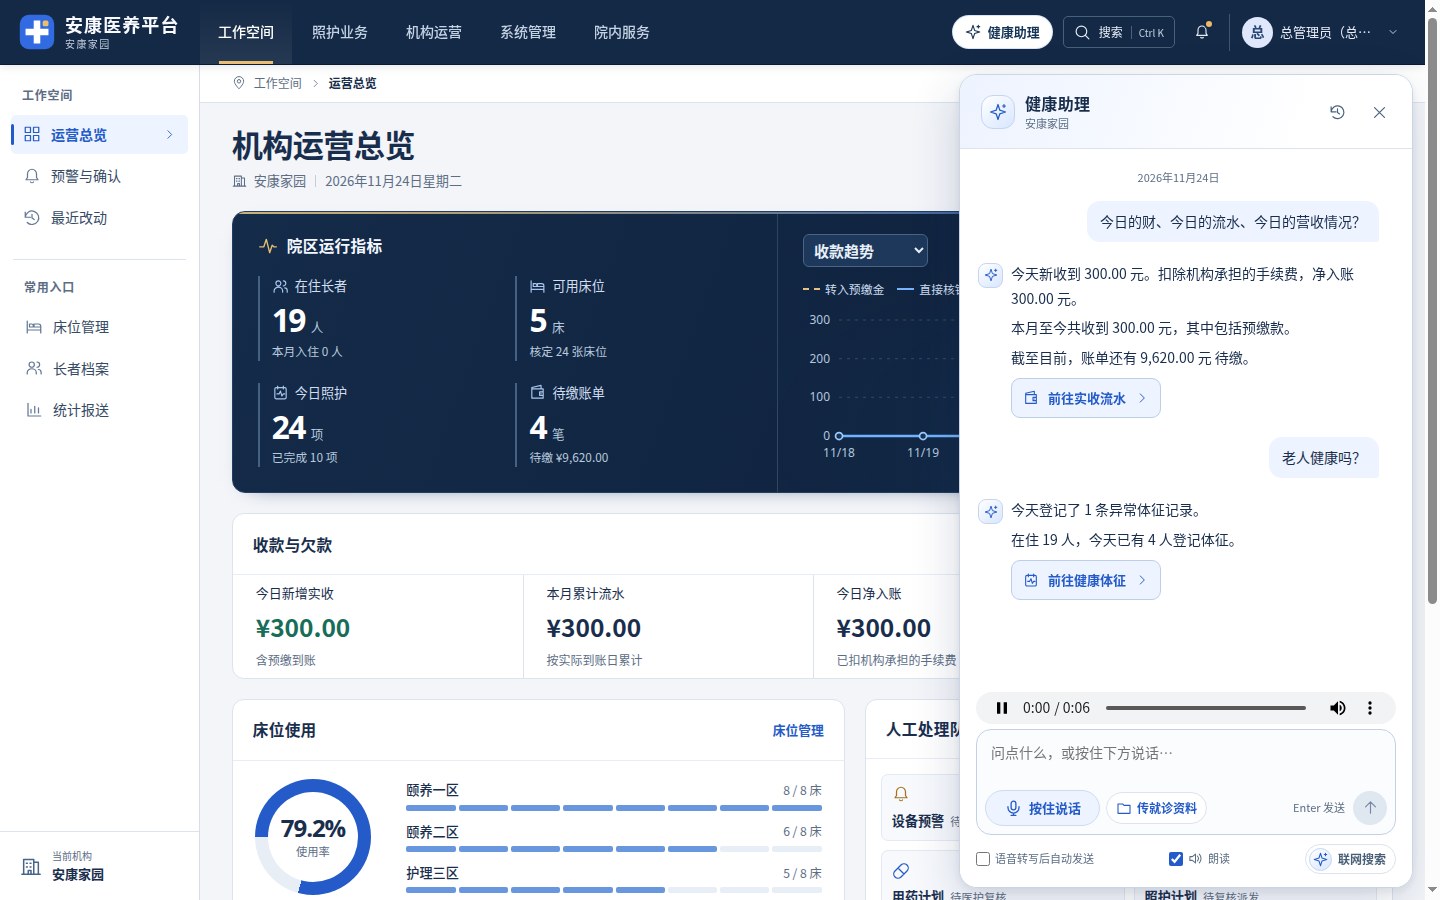 安康医养平台
安康家园
工作空间
照护业务
机构运营
系统管理
院内服务
健康助理
搜索
Ctrl K
总
总管理员（总…
工作空间
运营总览
预警与确认
最近改动
常用入口
床位管理
长者档案
统计报送
当前机构
安康家园
工作空间
运营总览
机构运营总览
安康家园
2026年11月24日星期二
院区运行指标
在住长者
19 人
本月入住 0 人
可用床位
5 床
核定 24 张床位
今日照护
24 项
已完成 10 项
待缴账单
4 笔
待缴 ¥9,620.00
收款趋势
转入预缴金
直接核
300
200
100
0
11/18
11/19
收款与欠款
今日新增实收
¥300.00
含预缴到账
本月累计流水
¥300.00
按实际到账日累计
今日净入账
¥300.00
已扣机构承担的手续费
床位使用
床位管理
79.2%
使用率
颐养一区
8 / 8 床
颐养二区
6 / 8 床
护理三区
5 / 8 床
人工处理
设备预警
用药计划 待医护复核
照护计划 待复核派发
健康助理
安康家园
2026年11月24日
今日的财、今日的流水、今日的营收情况？
今天新收到 300.00 元。扣除机构承担的手续费，净入账
300.00 元。
本月至今共收到 300.00 元，其中包括预缴款。
截至目前，账单还有 9,620.00 元 待缴。
前往实收流水
老人健康吗？
今天登记了 1 条异常体征记录。
在住 19 人，今天已有 4 人登记体征。
前往健康体征
0:00 / 0:06
问点什么，或按住下方说话…
按住说话
传就诊资料
Enter 发送
语音转写后自动发送
朗读
联网搜索